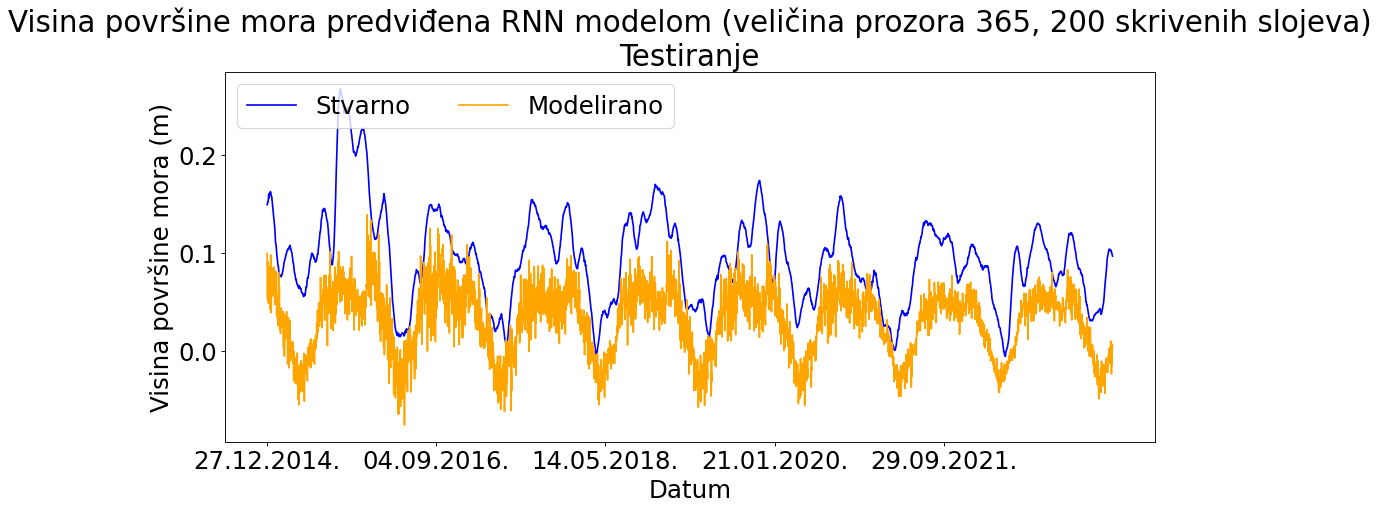 Visina površine mora predviđena RNN modelom (veličina prozora 365, 200 skrivenih slojeva)
Testiranje
Stvarno Modelirano
Visina površine mora (m)
0.2
0.1
0.0
27.12.2014. 04.09.2016. 14.05.2018. 21.01.2020. 29.09.2021.
Datum